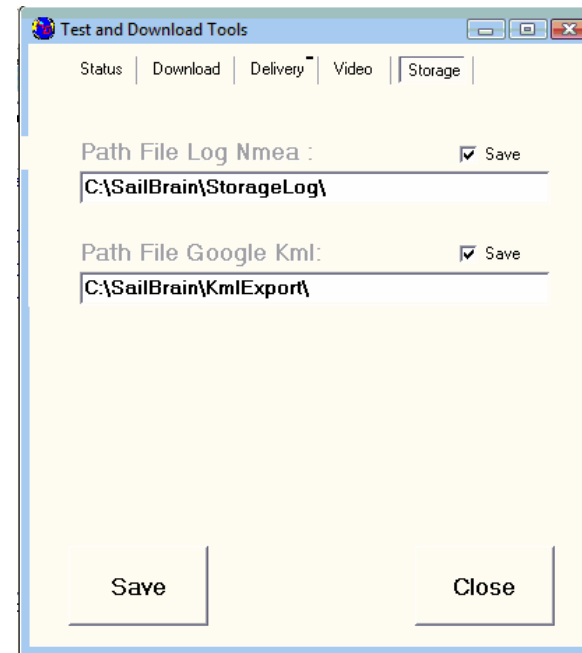 Test and Download Tools
Status Download Delivery Video Storage
Path File Log Nmea : Save
C:\SailBrain\StorageLog\
Path File Google Kml: Save
C:\SailBrain\KmlExport\
Save Close